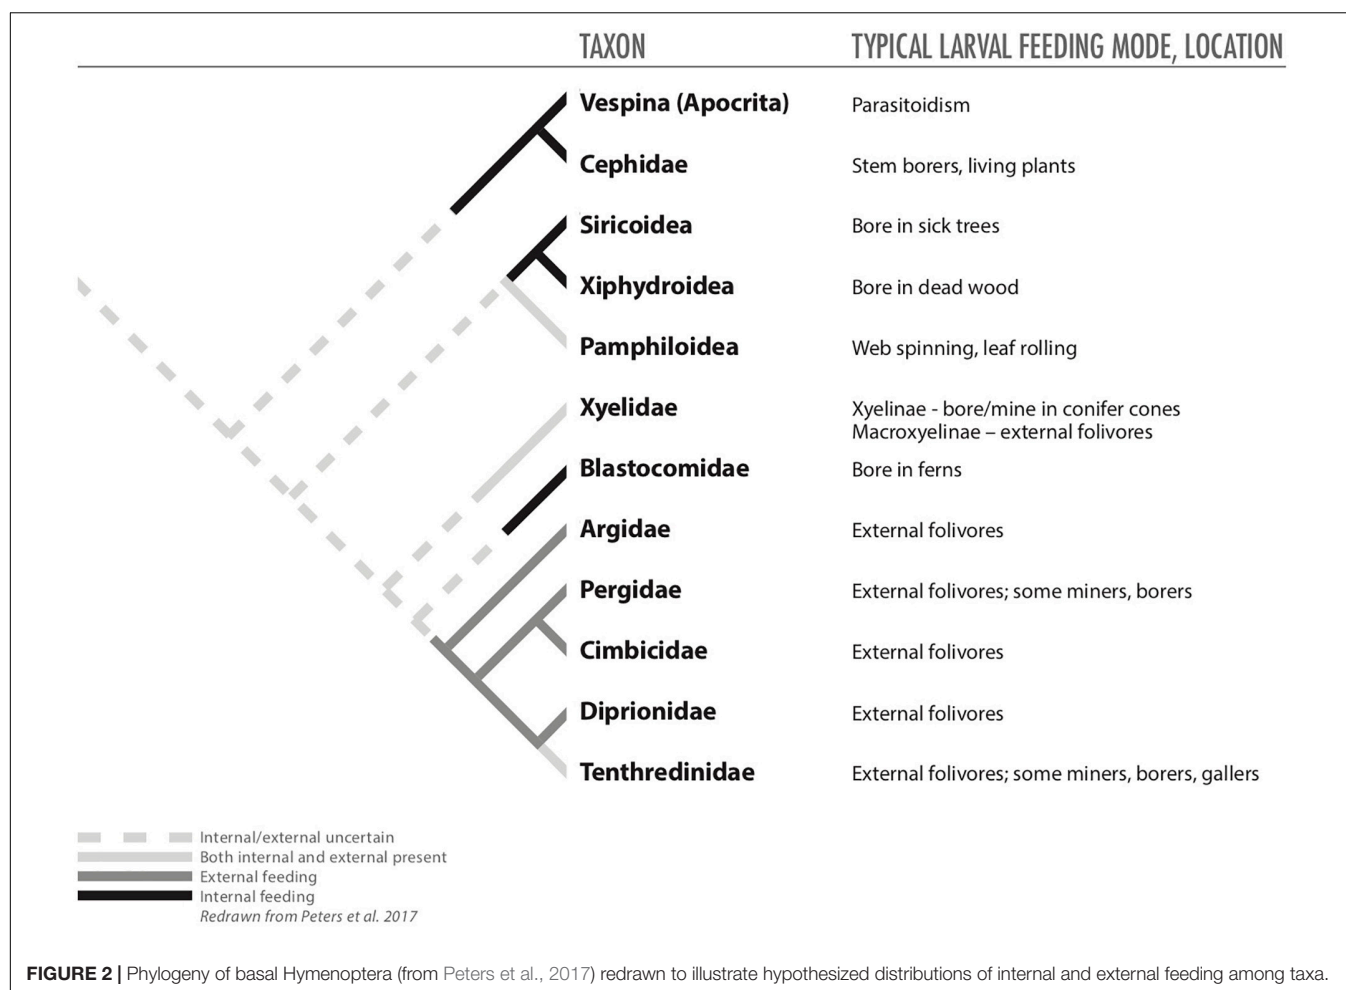 TAXON TYPICAL LARVAL FEEDING MODE, LOCATION
Vespina (Apocrita) Parasitoidism
Cephidae Stem borers, living plants
Siricoidea Bore in sick trees
Xiphydroidea Bore in dead wood
Pamphiloidea Web spinning, leaf rolling
Xyelidae Xyelinae - bore/mine in conifer cones
Macroxyelinae – external folivores
Blastocomidae Bore in ferns
Argidae External folivores
Pergidae External folivores; some miners, borers
Cimbicidae External folivores
Diprionidae External folivores
Tenthredinidae External folivores; some miners, borers, gallers
Internal/external uncertain
Both internal and external present
External feeding
Internal feeding
Redrawn from Peters et al. 2017
FIGURE 2 | Phylogeny of basal Hymenoptera (from Peters et al., 2017) redrawn to illustrate hypothesized distributions of internal and external feeding among taxa.